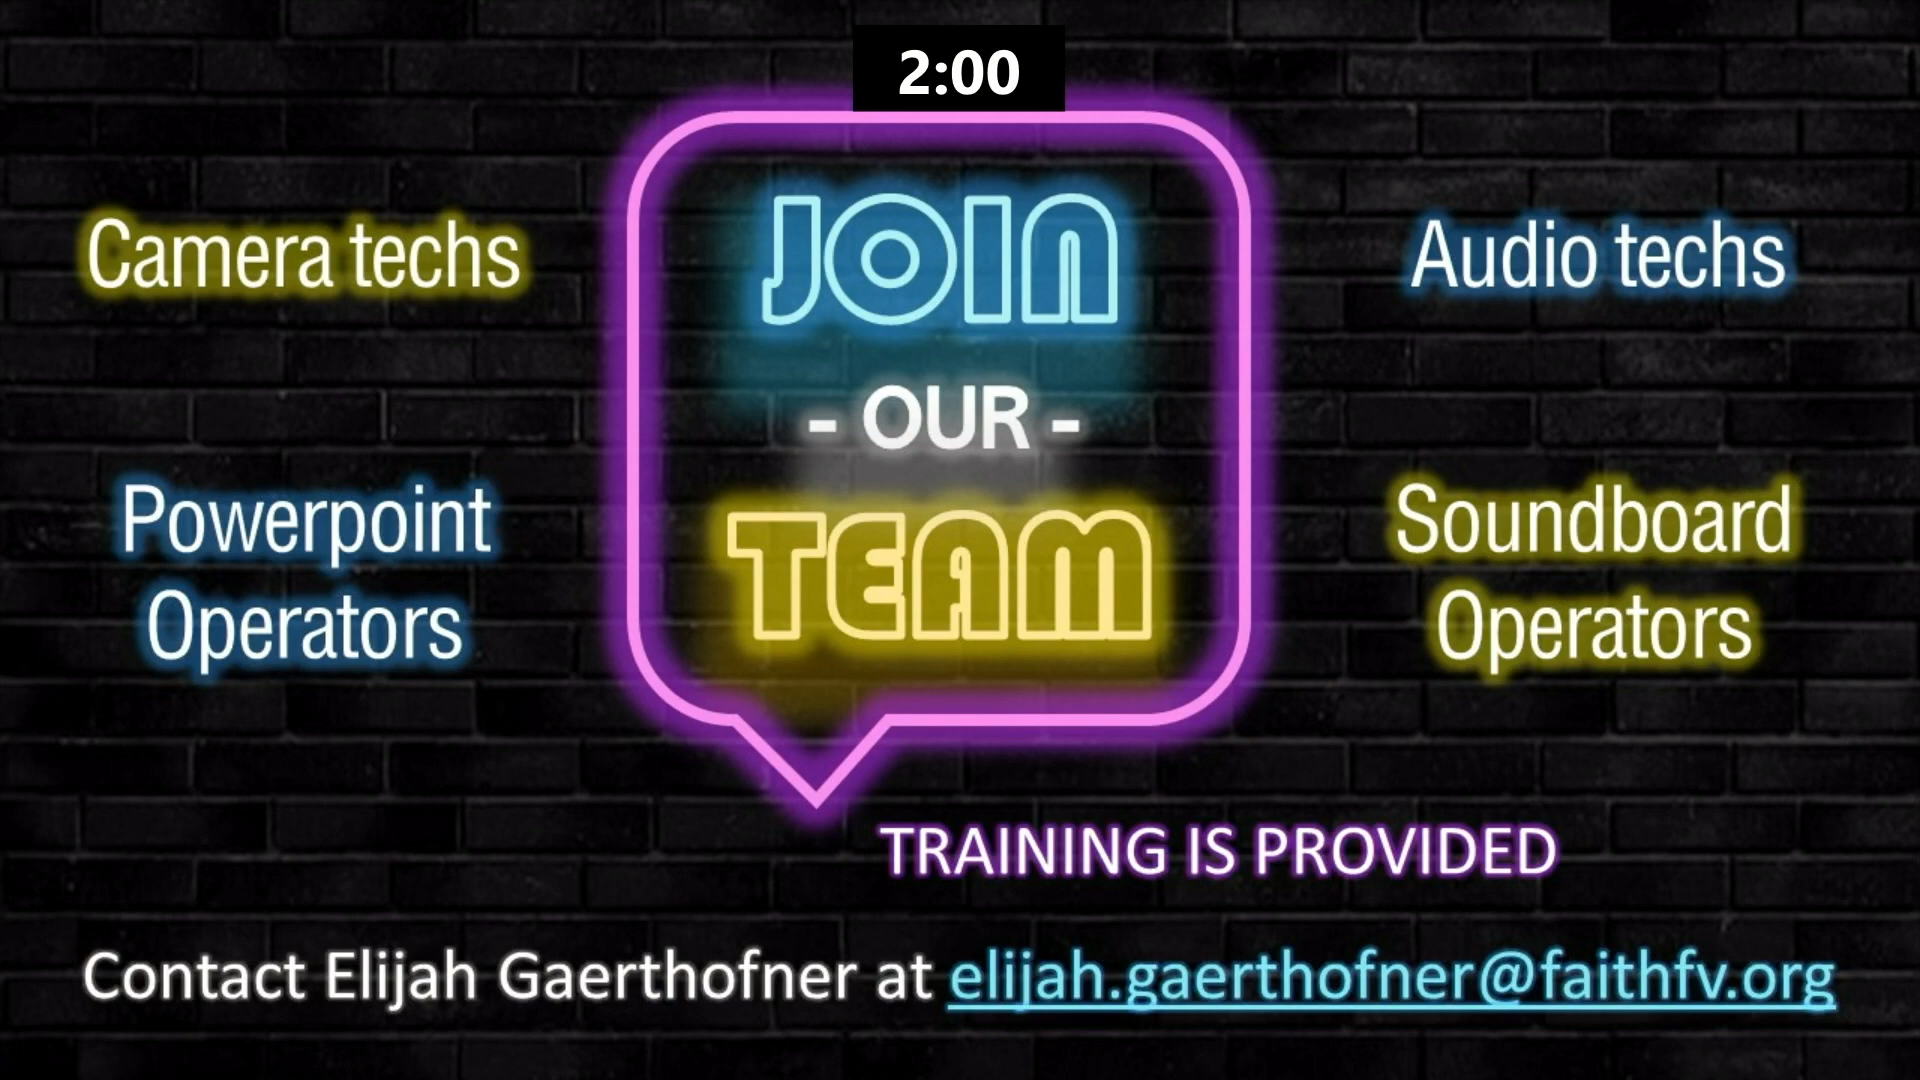 2:00
JOIN
- OUR -
TEAM
Camera techs
Audio techs
Powerpoint
Operators
Soundboard
Operators
TRAINING IS PROVIDED
Contact Elijah Gaerthofner at elijah.gaerthofner@faithfv.org